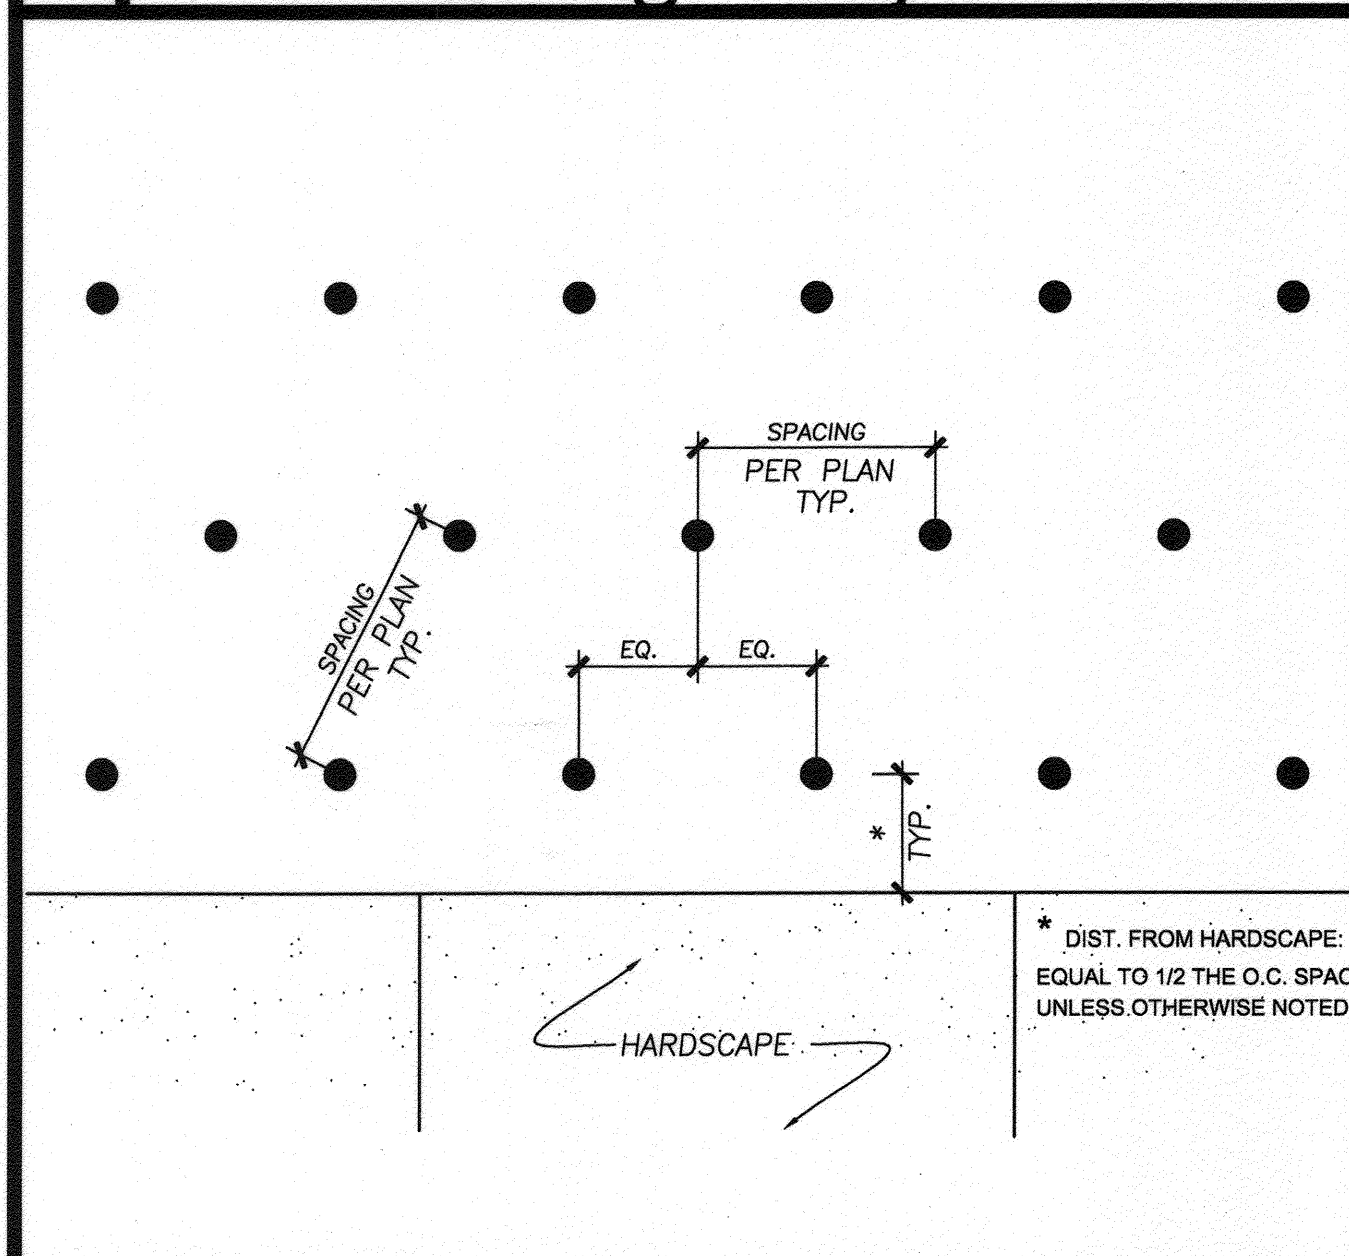 SPACING
PER PLAN
TYP.
SPACING
PER PLAN
TYP.
EQ. EQ.
* TYP.
* DIST. FROM HARDSCAPE:
EQUAL TO 1/2 THE O.C.
UNLESS OTHERWISE NOTED
HARDSCAPE